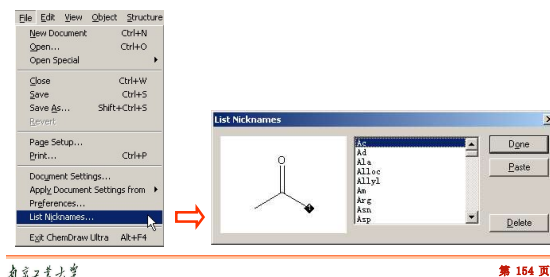 File Edit View Object Structure
New Document Ctrl+N
Open... Ctrl+O
Open Special
Close Ctrl+W
Save Ctrl+S
Save As... Shift+Ctrl+S
Revert
Page Setup...
Print... Ctrl+P
Document Settings...
Apply Document Settings from
Preferences...
List Nicknames...
Exit ChemDraw Ultra Alt+F4
List Nicknames
O
Ac
Ad
Ala
Alloc
Allyl
Am
Arg
Asn
Asp
Done
Paste
Delete
南京工业大学
第 154 页